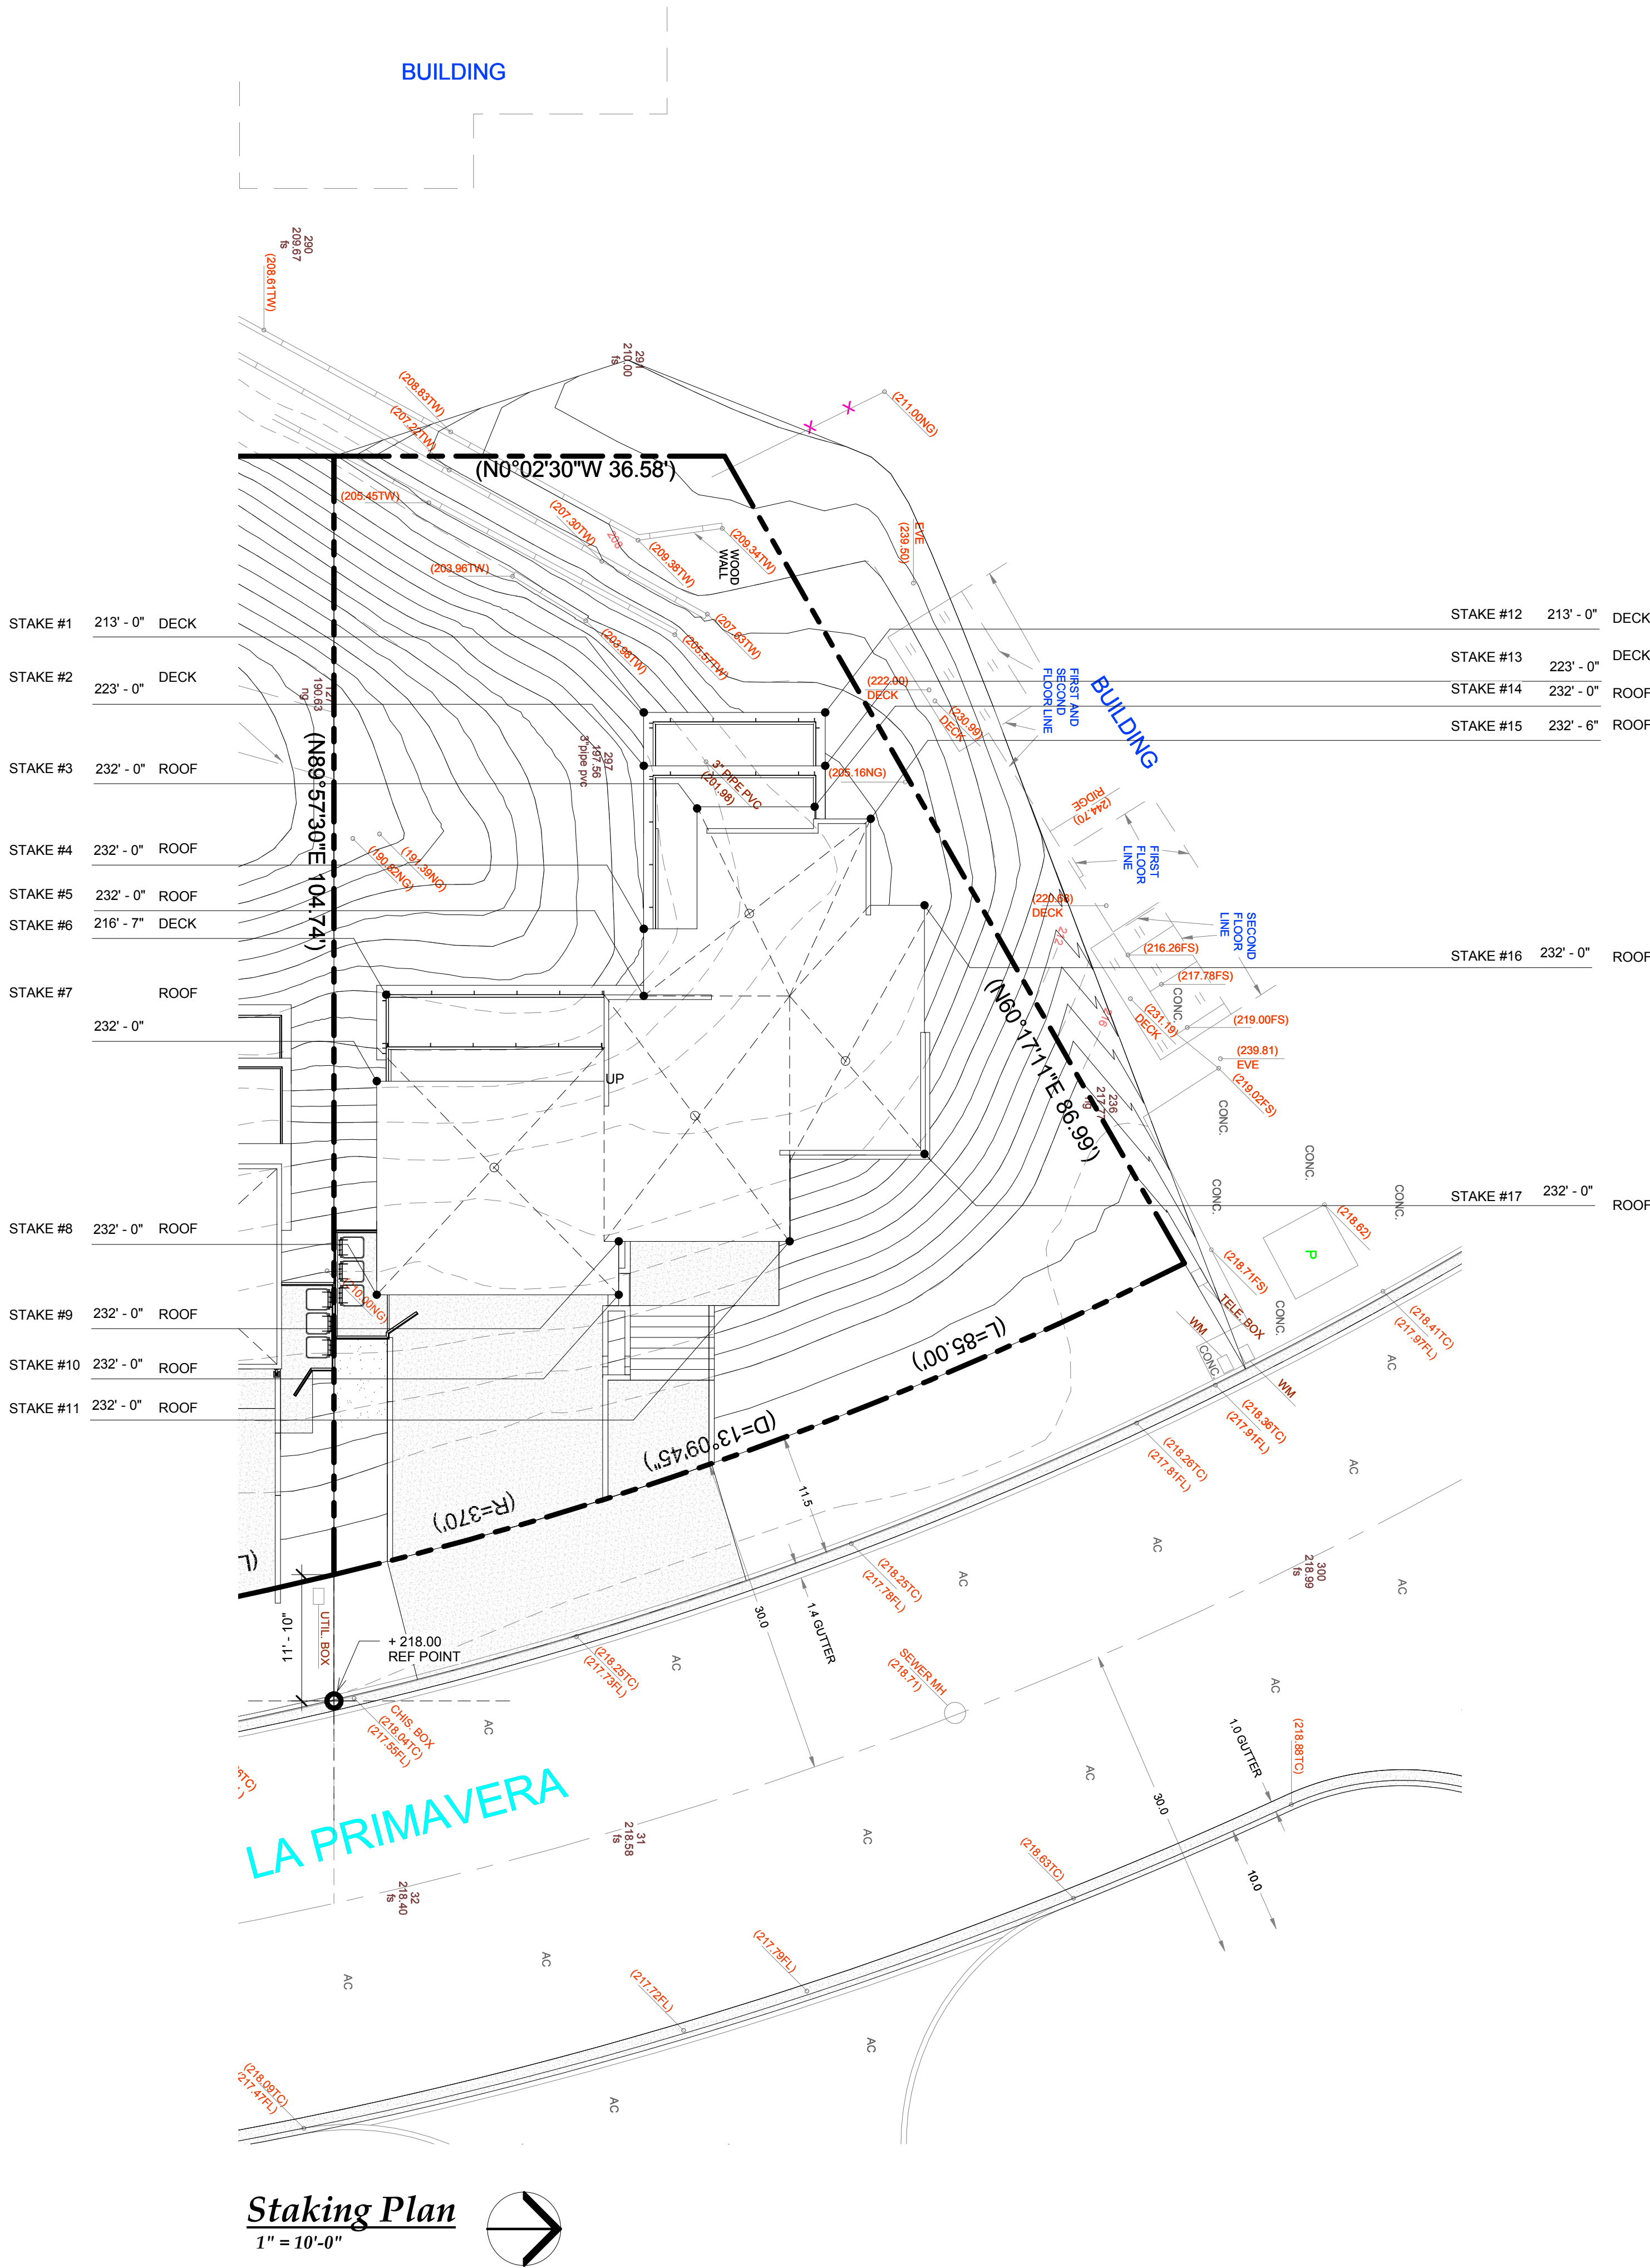 BUILDING
290
209.67
fs
(208.61TW)
291
210.00
fs
(208.83TW)
(207.22TW)
(211.00NG)
(N0°02'30"W 36.58')
(205.45TW)
(207.30TW)
208
(209.38TW)
(209.34TW)
WOOD
WALL
EVE
(239.50)
(203.96TW)
(203.98TW)
(205.57TW)
(207.63TW)
STAKE #1 213' - 0" DECK
STAKE #2 223' - 0" DECK
STAKE #3 232' - 0" ROOF
STAKE #4 232' - 0" ROOF
STAKE #5 232' - 0" ROOF
STAKE #6 216' - 7" DECK
STAKE #7 232' - 0" ROOF
STAKE #8 232' - 0" ROOF
STAKE #9 232' - 0" ROOF
STAKE #10 232' - 0" ROOF
STAKE #11 232' - 0" ROOF
STAKE #12 213' - 0" DECK
STAKE #13 223' - 0" DECK
STAKE #14 232' - 0" ROOF
STAKE #15 232' - 6" ROOF
STAKE #16 232' - 0" ROOF
STAKE #17 232' - 0" ROOF
127
190.63
ng
(N89°57'30"E 104.74')
297
197.56
3"pipe pvc
3" PIPE PVC
(201.98)
(190.82NG)
(191.39NG)
(222.00)
DECK
(230.99)
DECK
(205.16NG)
FIRST AND
SECOND
FLOOR LINE
BUILDING
RIDGE
(244.70)
FIRST
FLOOR
LINE
(220.68)
DECK
212
SECOND
FLOOR
LINE
(216.26FS)
(217.78FS)
CONC.
(231.19)
DECK
(219.00FS)
216
(239.81)
EVE
(219.02FS)
(N60°17'11"E 86.99')
236
217.77
ng
UP
CONC.
CONC.
CONC.
CONC.
(218.62)
P
(218.71FS)
CONC.
TELE. BOX
WM
CONC.
WM
(218.41TC)
(217.97FL)
AC
(210.00NG)
(L=85.00')
(D=13°09'45")
(R=370')
(L
(218.36TC)
(217.91FL)
(218.26TC)
(217.81FL)
AC
11.5
1.4 GUTTER
30.0
(218.25TC)
(217.78FL)
AC
AC
300
218.99
fs
AC
11' - 10"
UTIL. BOX
+ 218.00
REF POINT
CHIS. BOX
(218.04TC)
(217.55FL)
(218.25TC)
(217.73FL)
AC
AC
SEWER MH
(218.71)
AC
AC
30.0
1.0 GUTTER
(218.88TC)
10.0
LA PRIMAVERA
31
218.58
fs
32
218.40
fs
AC
(218.63TC)
AC
AC
(217.79FL)
(217.72FL)
AC
AC
(218.09TC)
(217.47FL)
Staking Plan
1" = 10'-0"